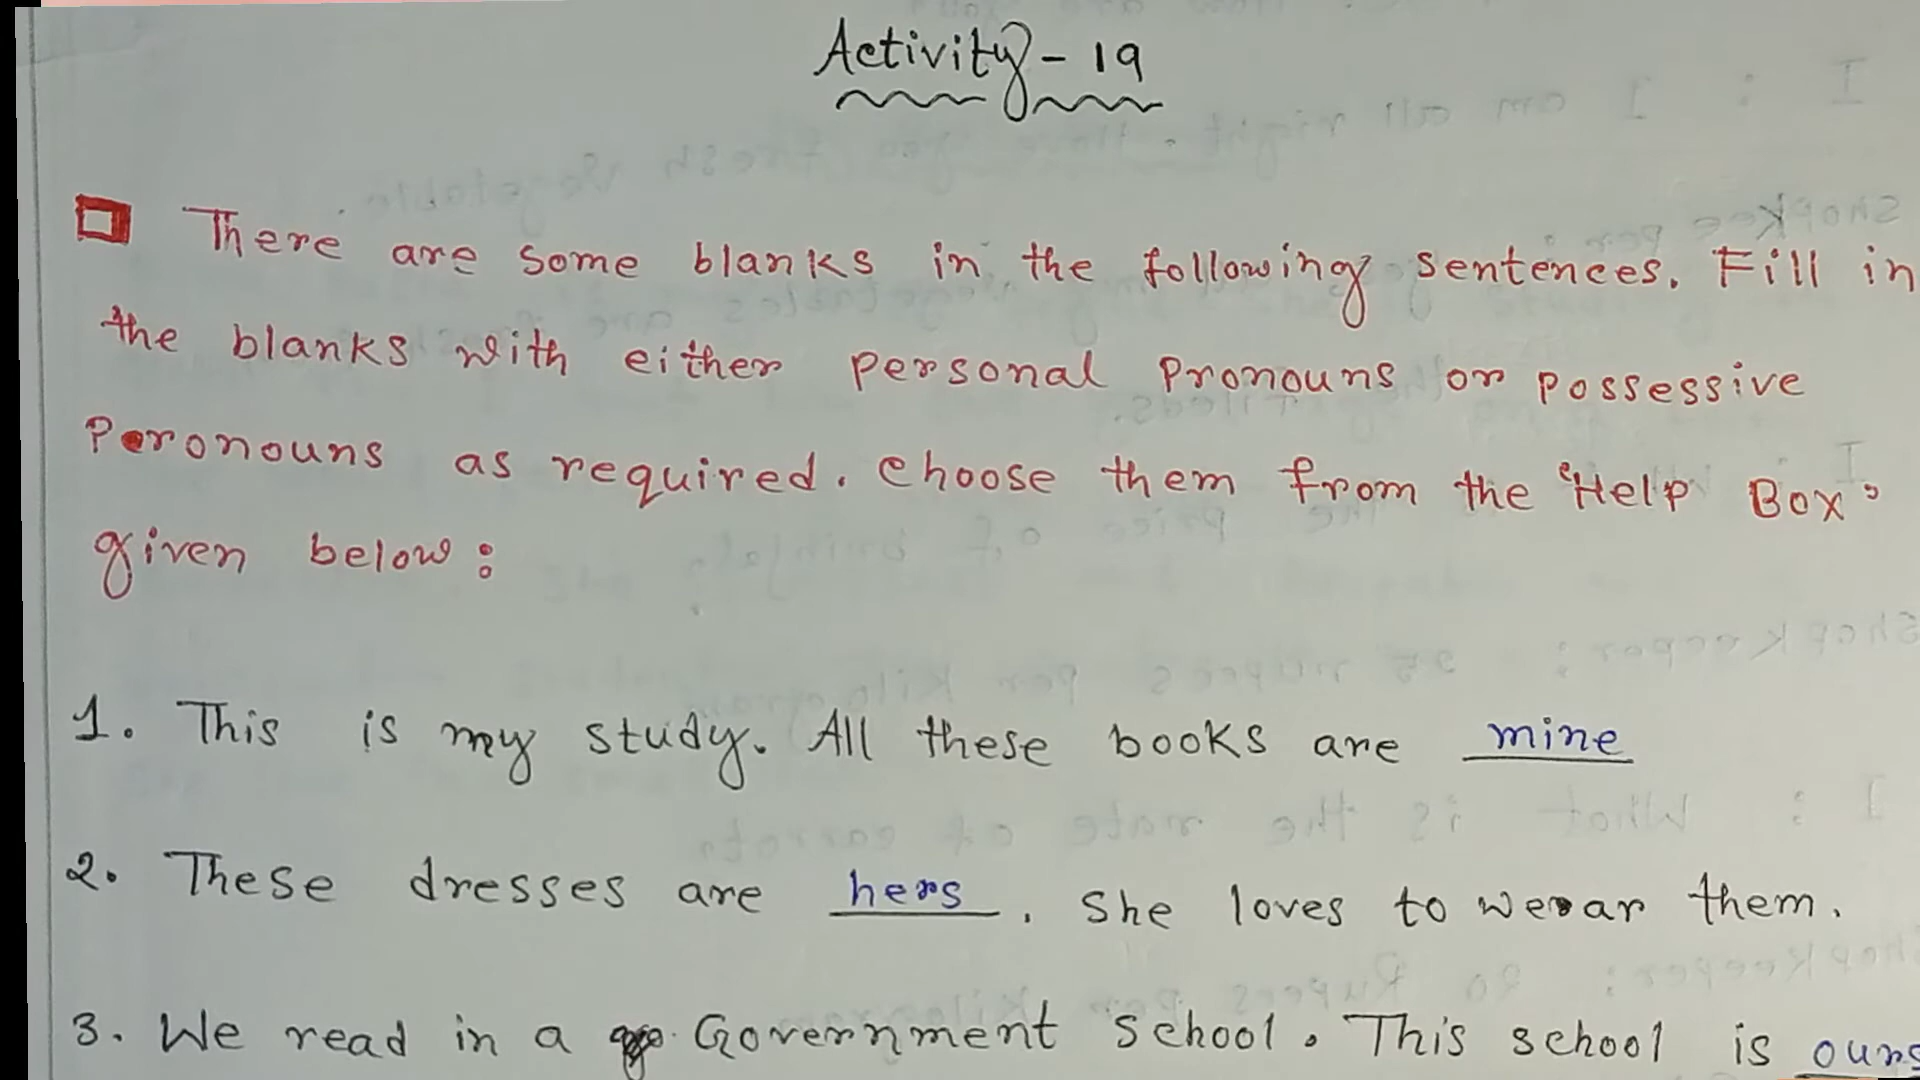 Activity - 19
There are some blanks in the following sentences. Fill in
the blanks with either personal pronouns or possessive
Peronouns as required. Choose them from the 'Help Box'
given below:
1. This is my study. All these books are mine
2. These dresses are hers. She loves to wear them.
3. We read in a Government School. This school is ours